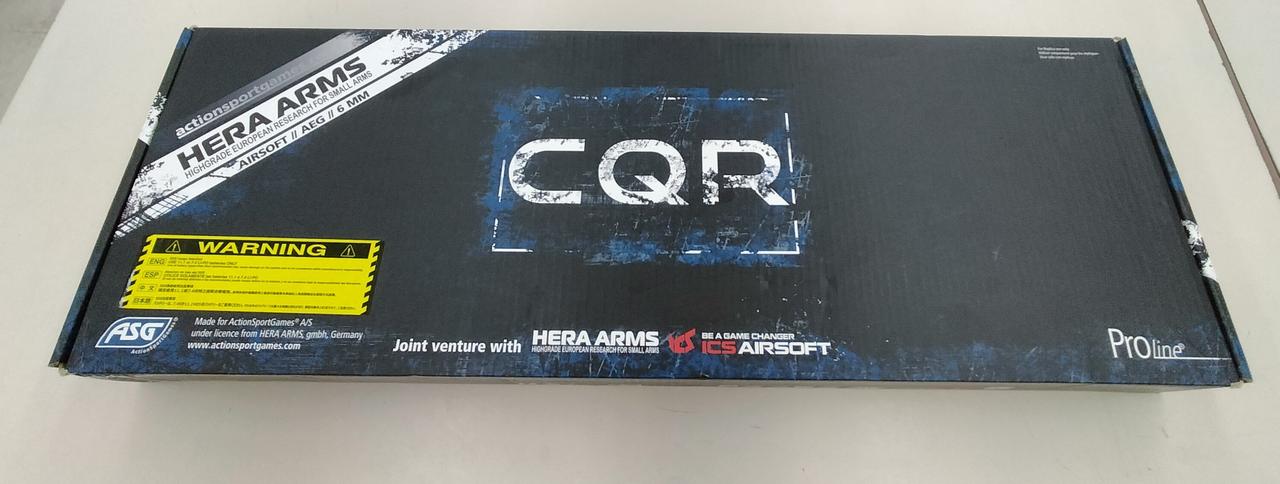 actionsportgames
HERA ARMS
HIGHGRADE EUROPEAN RESEARCH FOR SMALL ARMS
AIRSOFT // AEG // 6 MM
CQR
WARNING
ENG
ESP
中 文
日本語
ASG
ActionSportGames
Made for ActionSportGames® A/S
under licence from HERA ARMS, gmbh, Germany
www.actionsportgames.com
Joint venture with
HERA ARMS
HIGHGRADE EUROPEAN RESEARCH FOR SMALL ARMS
ICS
BE A GAME CHANGER
ICS AIRSOFT
Proline®